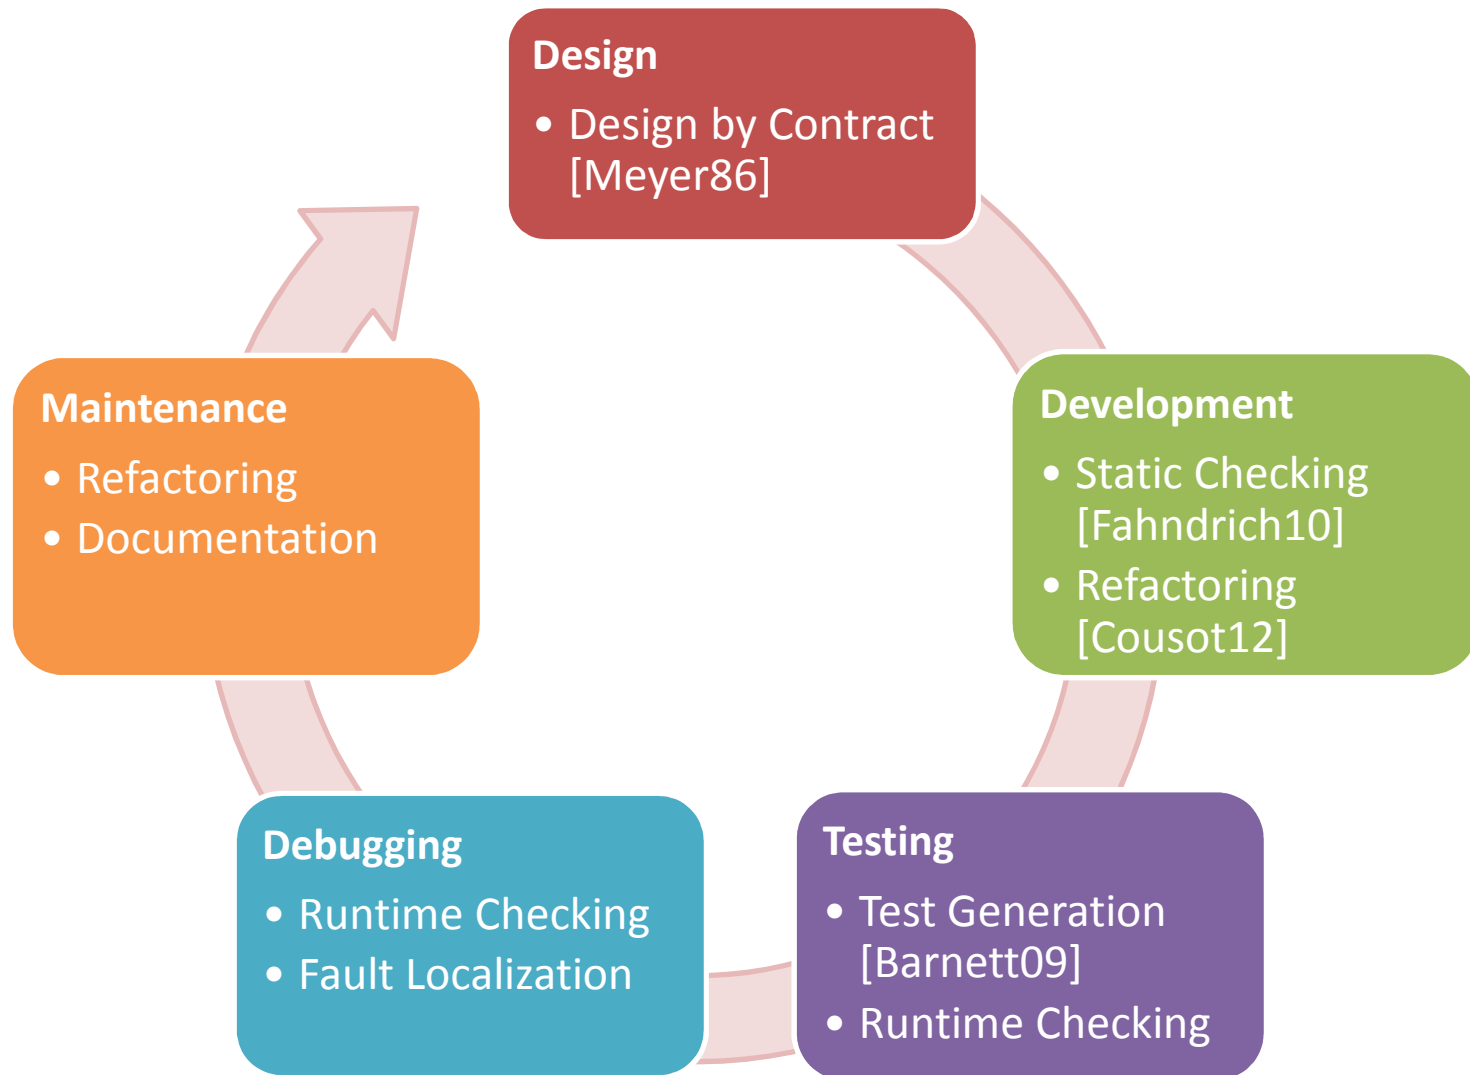 Design
• Design by Contract
[Meyer86]
Development
• Static Checking
[Fahndrich10]
• Refactoring
[Cousot12]
Testing
• Test Generation
[Barnett09]
• Runtime Checking
Debugging
• Runtime Checking
• Fault Localization
Maintenance
• Refactoring
• Documentation